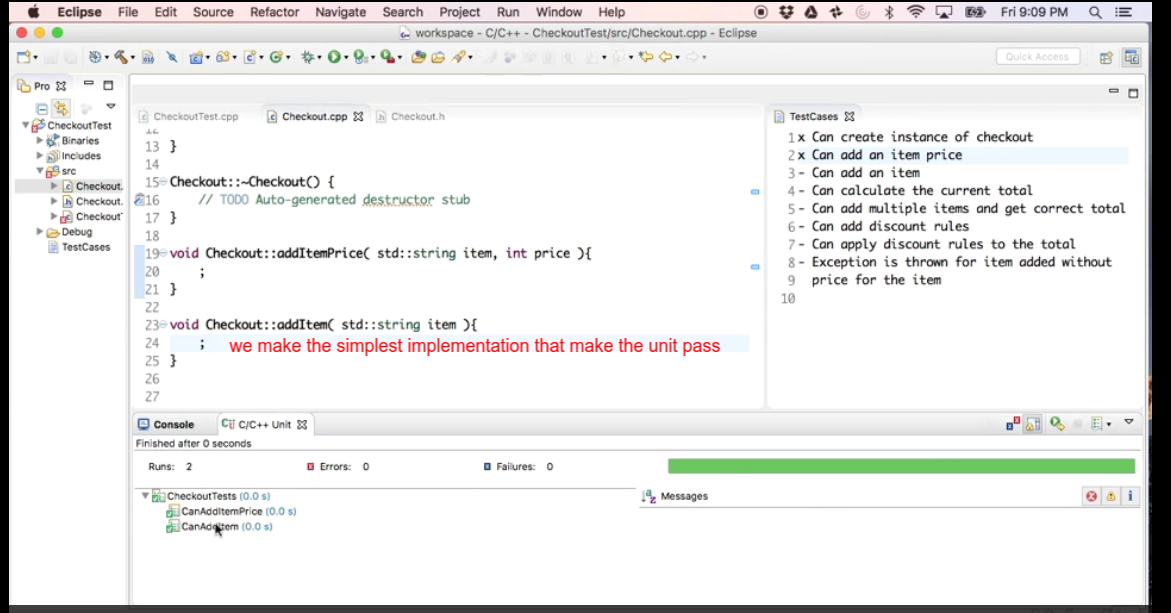 Eclipse File Edit Source Refactor Navigate Search Project Run Window Help Fri 9:09 PM
workspace - C/C++ - CheckoutTest/src/Checkout.cpp - Eclipse
Quick Access
Pro
CheckoutTest
Binaries
Includes
src
Checkout.
Checkout.
Checkout
Debug
TestCases
CheckoutTest.cpp Checkout.cpp Checkout.h
12
13 }
14
15 Checkout::~Checkout() {
16 // TODO Auto-generated destructor stub
17 }
18
19 void Checkout::addItemPrice( std::string item, int price ){
20 ;
21 }
22
23 void Checkout::addItem( std::string item ){
24 ; we make the simplest implementation that make the unit pass
25 }
26
27
TestCases
1 x Can create instance of checkout
2 x Can add an item price
3 - Can add an item
4 - Can calculate the current total
5 - Can add multiple items and get correct total
6 - Can add discount rules
7 - Can apply discount rules to the total
8 - Exception is thrown for item added without
9 price for the item
10
Console C/C++ Unit
Finished after 0 seconds
Runs: 2 Errors: 0 Failures: 0
CheckoutTests (0.0 s)
CanAddItemPrice (0.0 s)
CanAddItem (0.0 s)
Messages